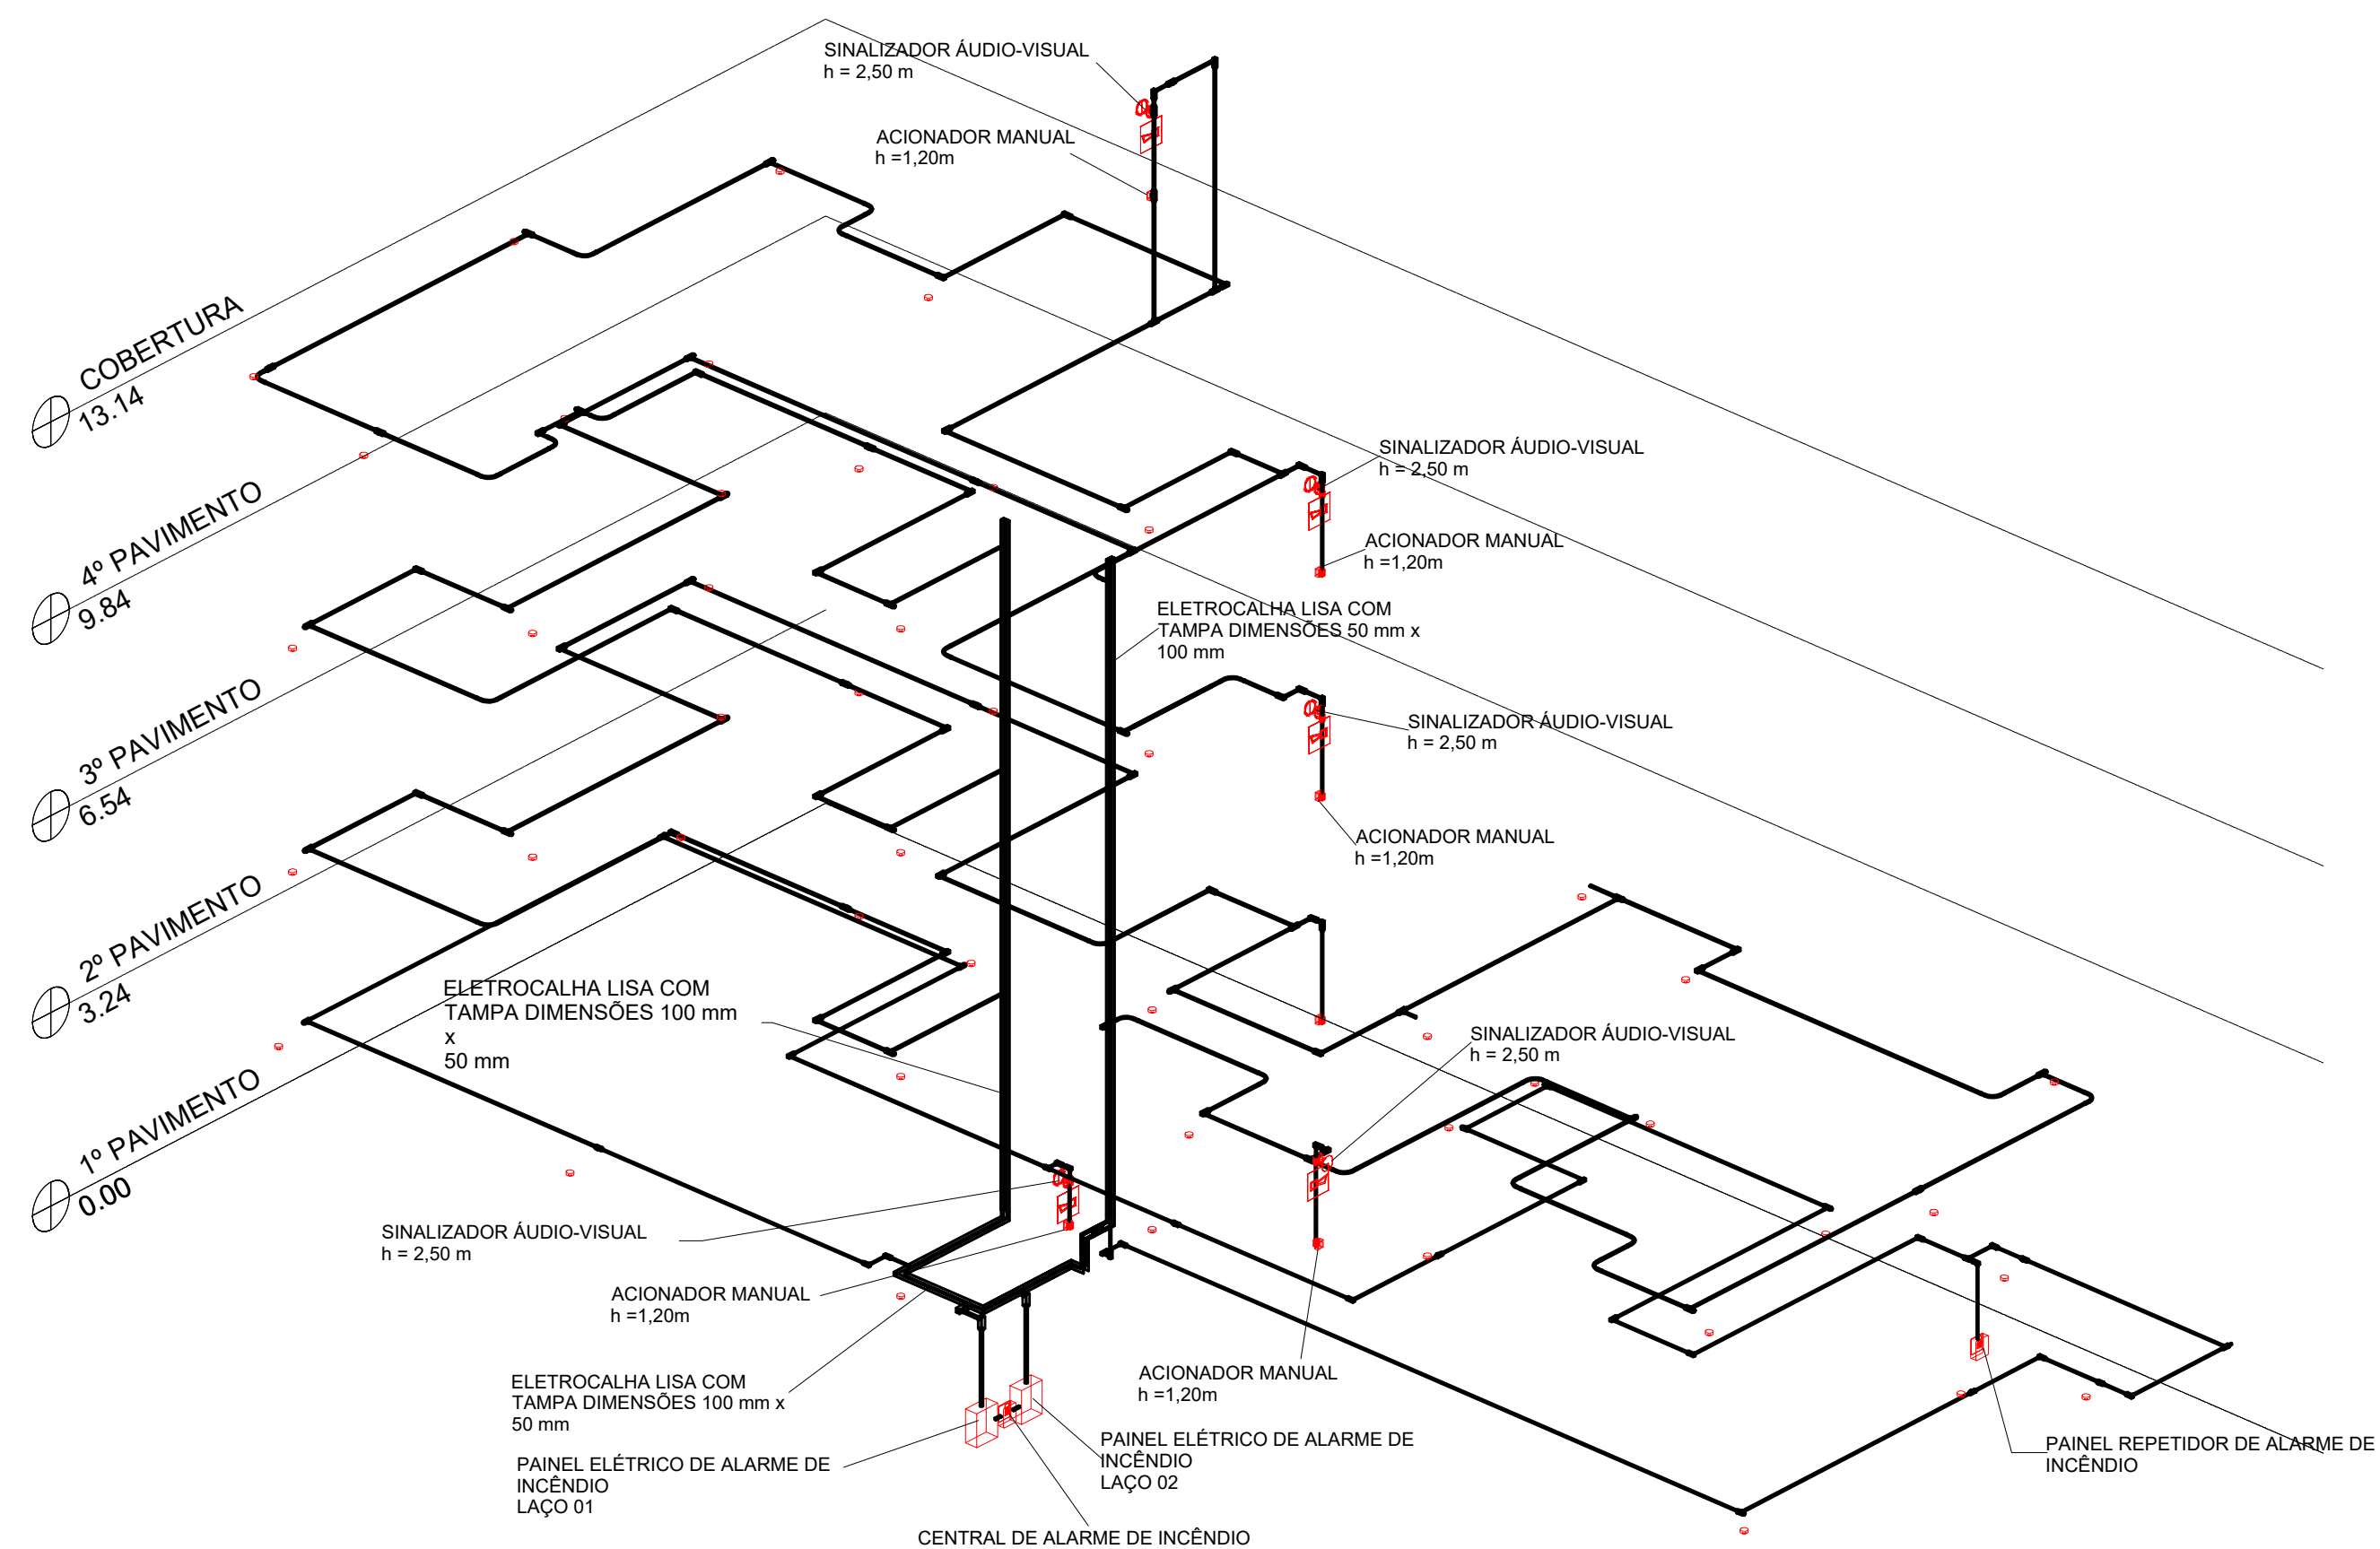 SINALIZADOR ÁUDIO-VISUAL
h = 2,50 m
ACIONADOR MANUAL
h =1,20m
COBERTURA
13.14
SINALIZADOR ÁUDIO-VISUAL
h = 2,50 m
4º PAVIMENTO
9.84
ACIONADOR MANUAL
h =1,20m
ELETROCALHA LISA COM
TAMPA DIMENSÕES 50 mm x
100 mm
3º PAVIMENTO
6.54
SINALIZADOR ÁUDIO-VISUAL
h = 2,50 m
ACIONADOR MANUAL
h =1,20m
2º PAVIMENTO
3.24
ELETROCALHA LISA COM
TAMPA DIMENSÕES 100 mm
x
50 mm
SINALIZADOR ÁUDIO-VISUAL
h = 2,50 m
1º PAVIMENTO
0.00
SINALIZADOR ÁUDIO-VISUAL
h = 2,50 m
ACIONADOR MANUAL
h =1,20m
ELETROCALHA LISA COM
TAMPA DIMENSÕES 100 mm x
50 mm
ACIONADOR MANUAL
h =1,20m
PAINEL ELÉTRICO DE ALARME DE
INCÊNDIO
LAÇO 01
PAINEL ELÉTRICO DE ALARME DE
INCÊNDIO
LAÇO 02
PAINEL REPETIDOR DE ALARME DE
INCÊNDIO
CENTRAL DE ALARME DE INCÊNDIO